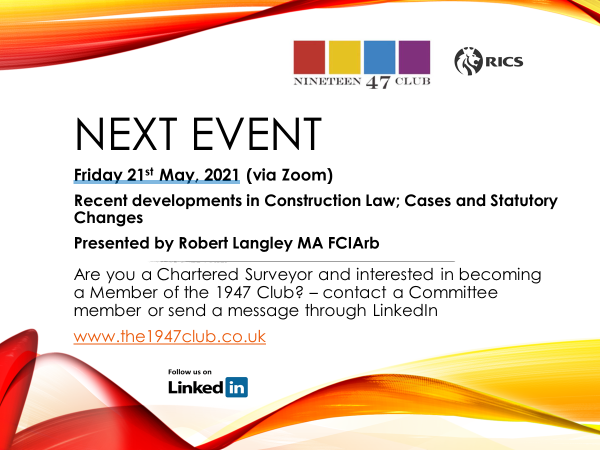 NINETEEN 47 CLUB
RICS
NEXT EVENT
Friday 21st May, 2021 (via Zoom)
Recent developments in Construction Law; Cases and Statutory
Changes
Presented by Robert Langley MA FCIArb
Are you a Chartered Surveyor and interested in becoming
a Member of the 1947 Club? – contact a Committee
member or send a message through LinkedIn
www.the1947club.co.uk
Follow us on
Linked in